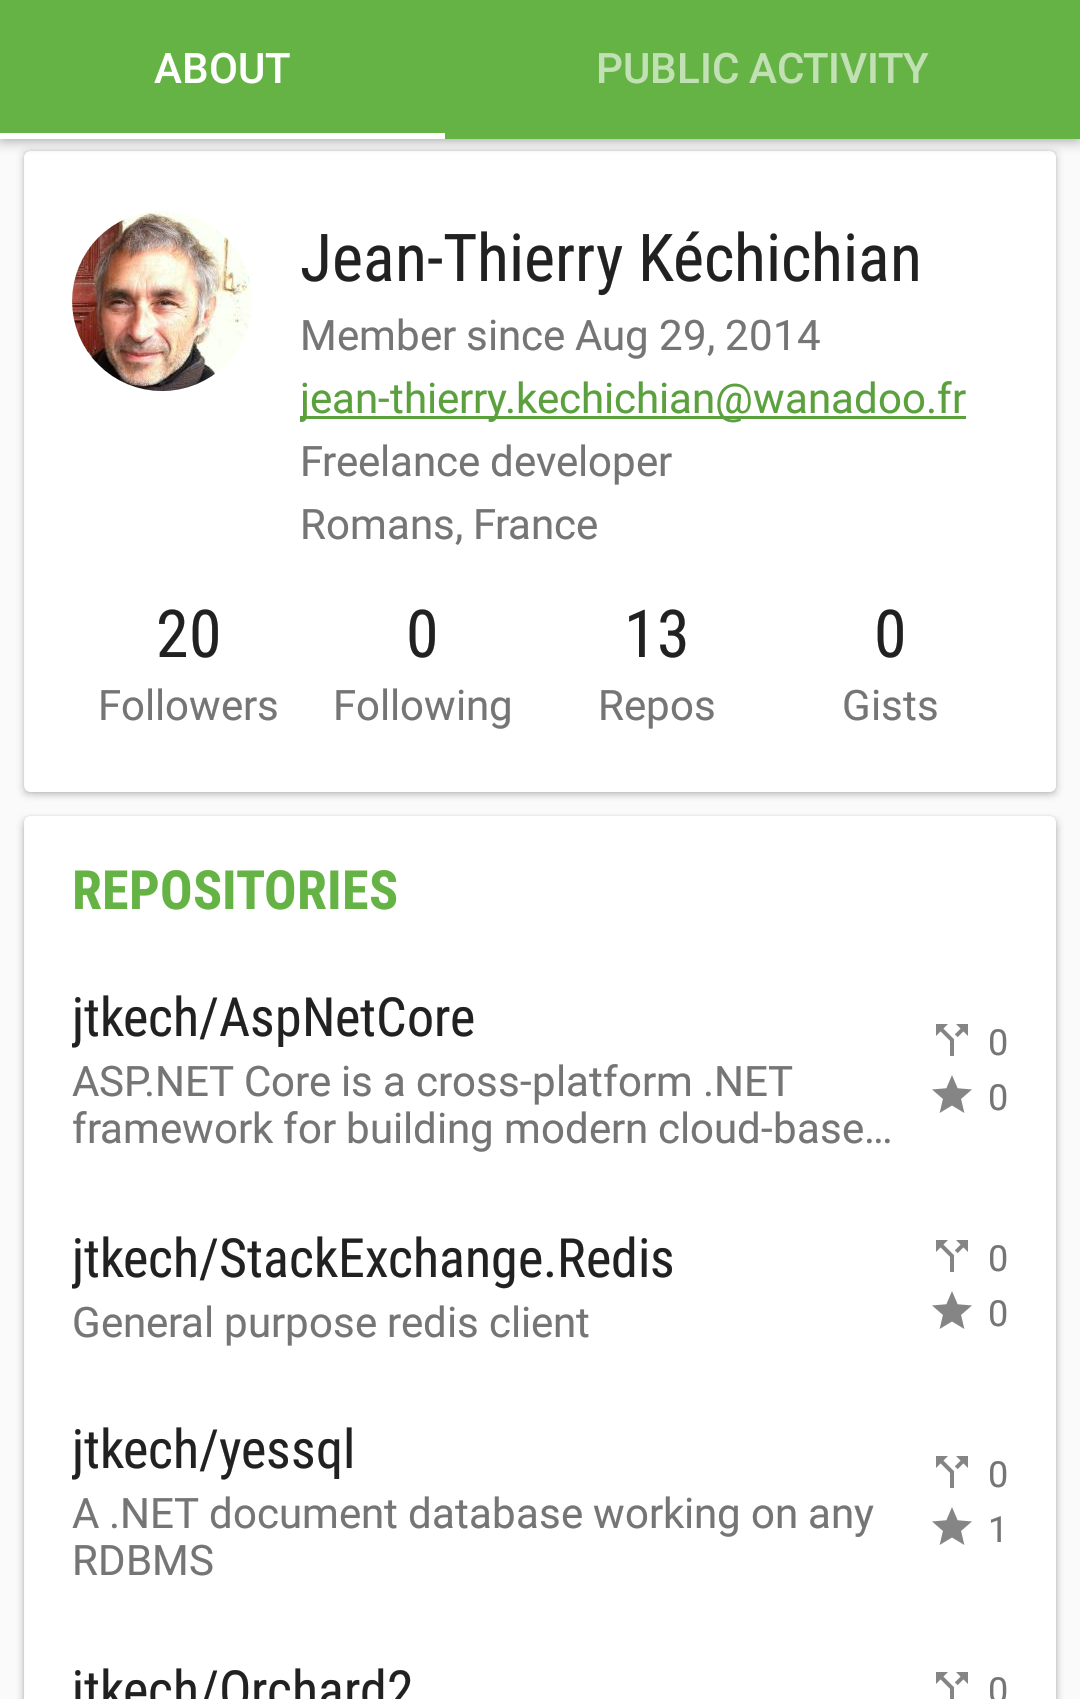 ABOUT
PUBLIC ACTIVITY
Jean-Thierry Kéchichian
Member since Aug 29, 2014
jean-thierry.kechichian@wanadoo.fr
Freelance developer
Romans, France
20
Followers
0
Following
13
Repos
0
Gists
REPOSITORIES
jtkech/AspNetCore
ASP.NET Core is a cross-platform .NET
framework for building modern cloud-base…
0
0
jtkech/StackExchange.Redis
General purpose redis client
0
0
jtkech/yessql
A .NET document database working on any
RDBMS
0
1
jtkech/Orchard2
0